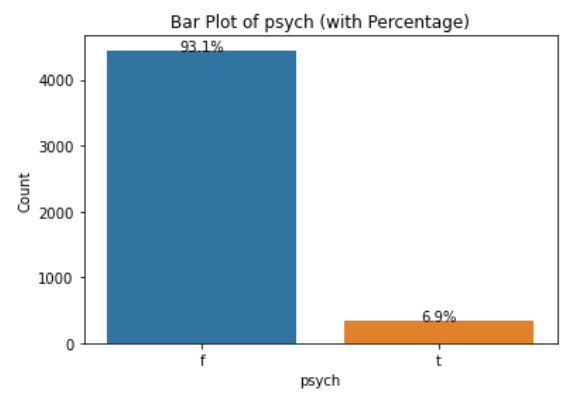 Bar Plot of psych (with Percentage)
93.1%
4000
3000
Count
2000
1000
6.9%
0
f t
psych